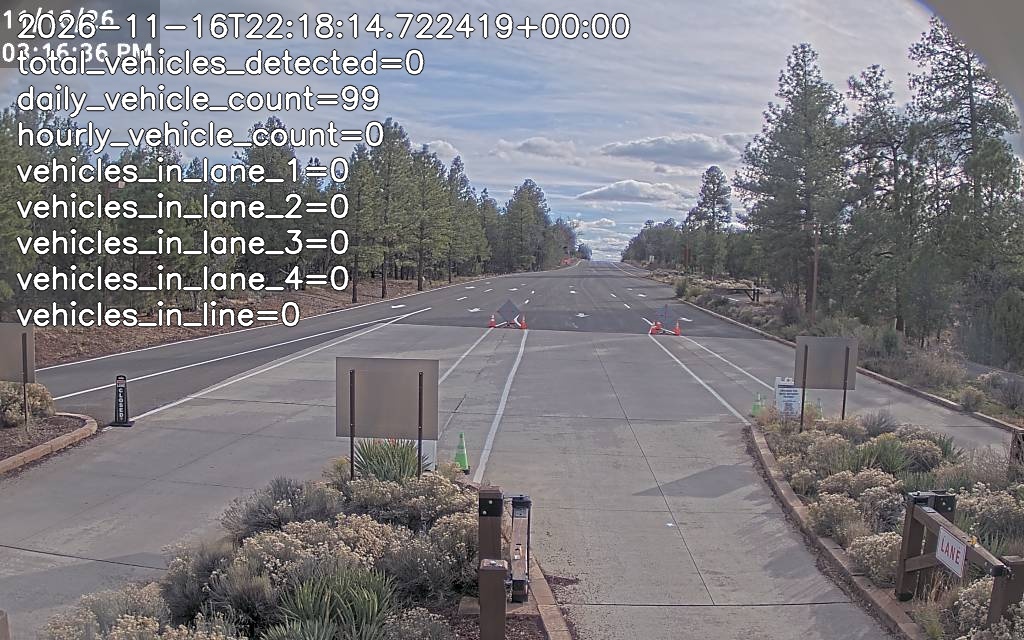 2026-11-16T22:18:14.722419+00:00
03:16:36 PM
total_vehicles_detected=0
daily_vehicle_count=99
hourly_vehicle_count=0
vehicles_in_lane_1=0
vehicles_in_lane_2=0
vehicles_in_lane_3=0
vehicles_in_lane_4=0
vehicles_in_line=0
CLOSED
LANE